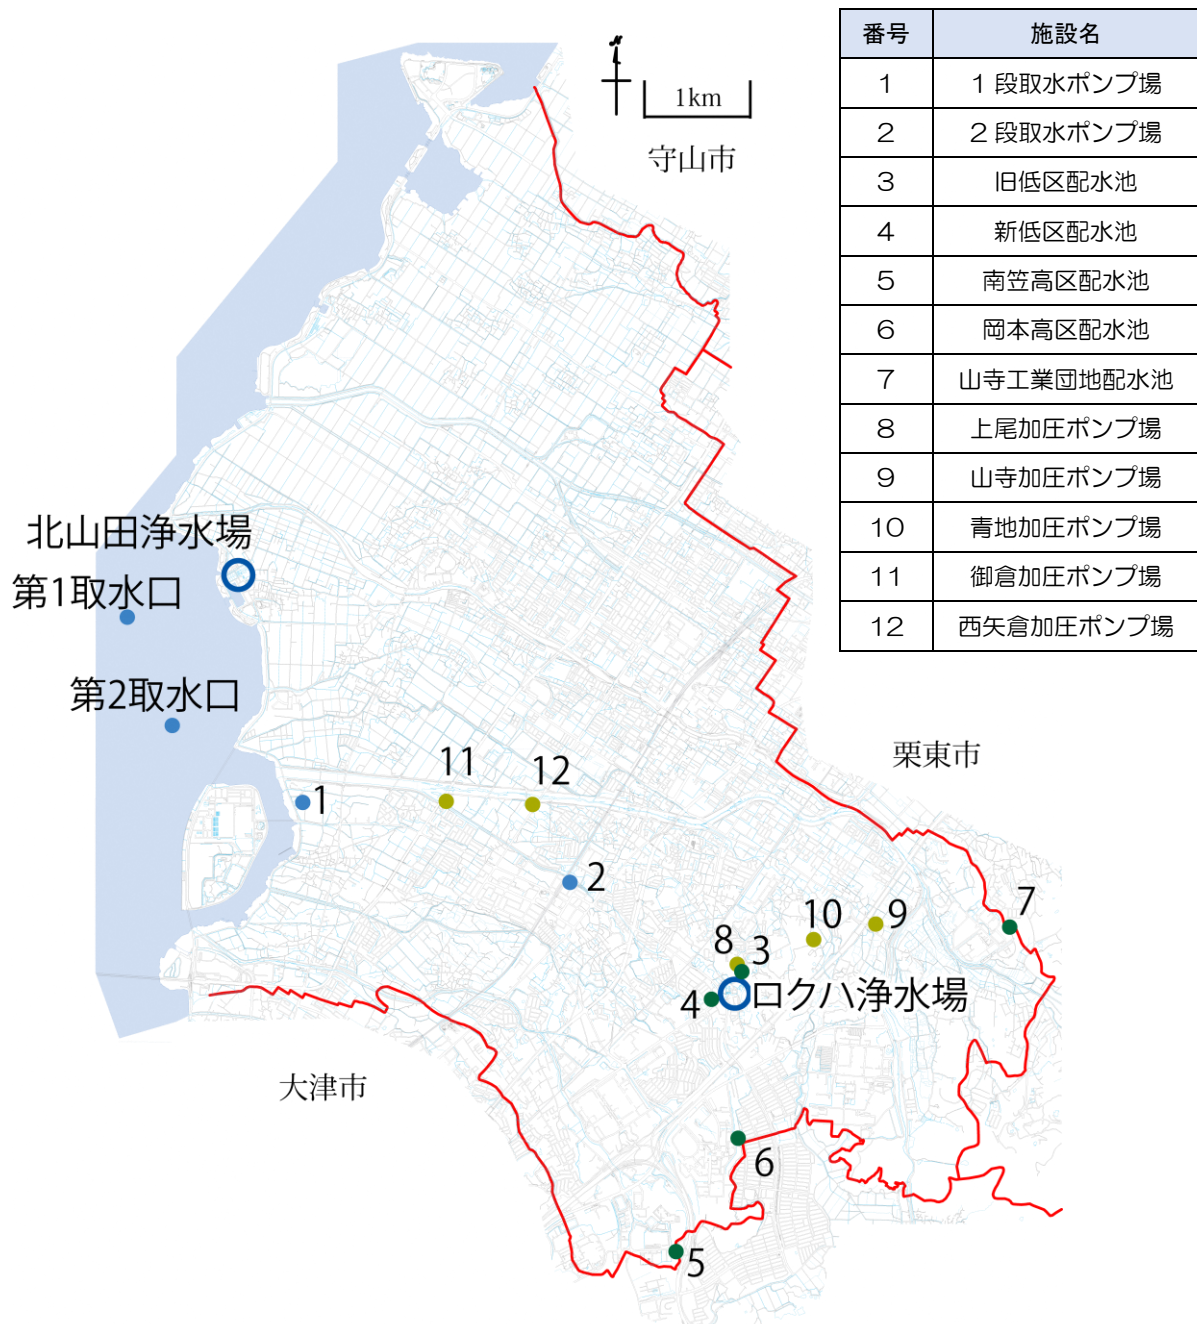 番号 施設名
1 1段取水ポンプ場
2 2段取水ポンプ場
3 旧低区配水池
4 新低区配水池
5 南笠高区配水池
6 岡本高区配水池
7 山寺工業団地配水池
8 上尾加圧ポンプ場
9 山寺加圧ポンプ場
10 青地加圧ポンプ場
11 御倉加圧ポンプ場
12 西矢倉加圧ポンプ場
1km
守山市
北山田浄水場
第1取水口
第2取水口
栗東市
11
12
1
2
7
10
9
8
3
4
ロクハ浄水場
大津市
6
5